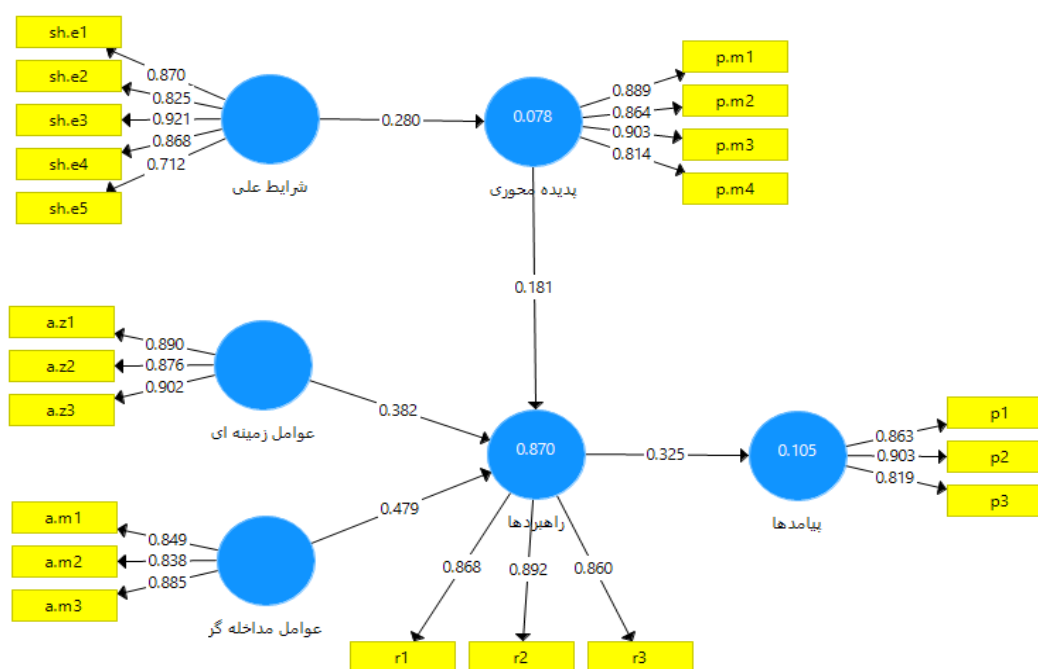 sh.e1
sh.e2
sh.e3
sh.e4
sh.e5
0.870
0.825
0.921
0.868
0.712
شرایط علی
0.280
0.078
پدیده محوری
0.889
0.864
0.903
0.814
p.m1
p.m2
p.m3
p.m4
0.181
a.z1
a.z2
a.z3
0.890
0.876
0.902
عوامل زمینه ای
0.382
a.m1
a.m2
a.m3
0.849
0.838
0.885
عوامل مداخله گر
0.479
0.870
راهبردها
0.868
0.892
0.860
r1
r2
r3
0.325
0.105
پیامدها
0.863
0.903
0.819
p1
p2
p3